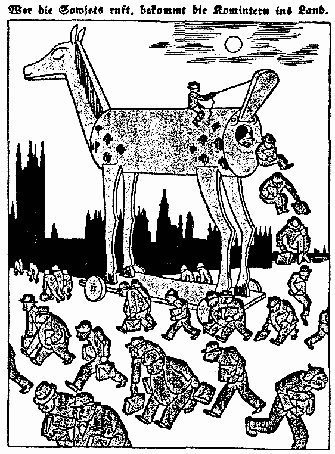 Wer die Sowjets ruft, bekommt die Komintern ins Land.